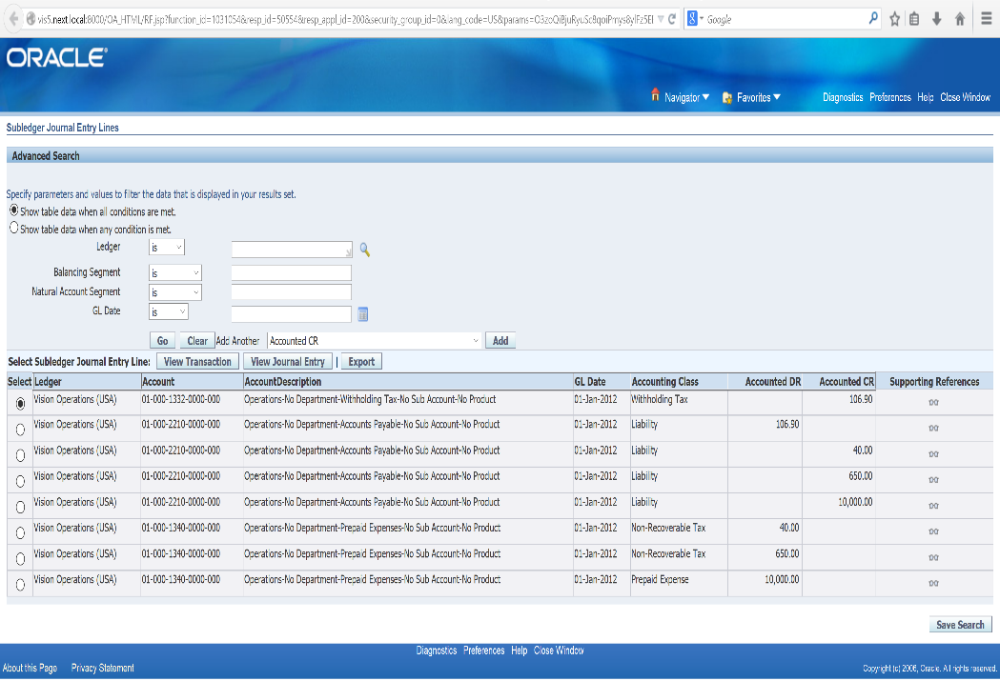 vis5.next.local:8000/OA_HTML/RF.jsp?function_id=1031054&resp_id=50554&resp_appl_id=200&security_group_id=0&lang_code=US&params= Google
ORACLE
Navigator Favorites Diagnostics Preferences Help Close Window
Subledger Journal Entry Lines
Advanced Search
Specify parameters and values to filter the data that is displayed in your results set.
Show table data when all conditions are met.
Show table data when any condition is met.
Ledger is
Balancing Segment is
Natural Account Segment is
GL Date is
Go Clear Add Another Accounted CR Add
Select Subledger Journal Entry Line: View Transaction View Journal Entry | Export
Select Ledger Account AccountDescription GL Date Accounting Class Accounted DR Accounted CR Supporting References
Vision Operations (USA) 01-000-1332-0000-000 Operations-No Department-Withholding Tax-No Sub Account-No Product 01-Jan-2012 Withholding Tax 106.90
Vision Operations (USA) 01-000-2210-0000-000 Operations-No Department-Accounts Payable-No Sub Account-No Product 01-Jan-2012 Liability 106.90
Vision Operations (USA) 01-000-2210-0000-000 Operations-No Department-Accounts Payable-No Sub Account-No Product 01-Jan-2012 Liability 40.00
Vision Operations (USA) 01-000-2210-0000-000 Operations-No Department-Accounts Payable-No Sub Account-No Product 01-Jan-2012 Liability 650.00
Vision Operations (USA) 01-000-2210-0000-000 Operations-No Department-Accounts Payable-No Sub Account-No Product 01-Jan-2012 Liability 10,000.00
Vision Operations (USA) 01-000-1340-0000-000 Operations-No Department-Prepaid Expenses-No Sub Account-No Product 01-Jan-2012 Non-Recoverable Tax 40.00
Vision Operations (USA) 01-000-1340-0000-000 Operations-No Department-Prepaid Expenses-No Sub Account-No Product 01-Jan-2012 Non-Recoverable Tax 650.00
Vision Operations (USA) 01-000-1340-0000-000 Operations-No Department-Prepaid Expenses-No Sub Account-No Product 01-Jan-2012 Prepaid Expense 10,000.00
Save Search
Diagnostics Preferences Help Close Window
About this Page Privacy Statement Copyright (c) 2006, Oracle. All rights reserved.